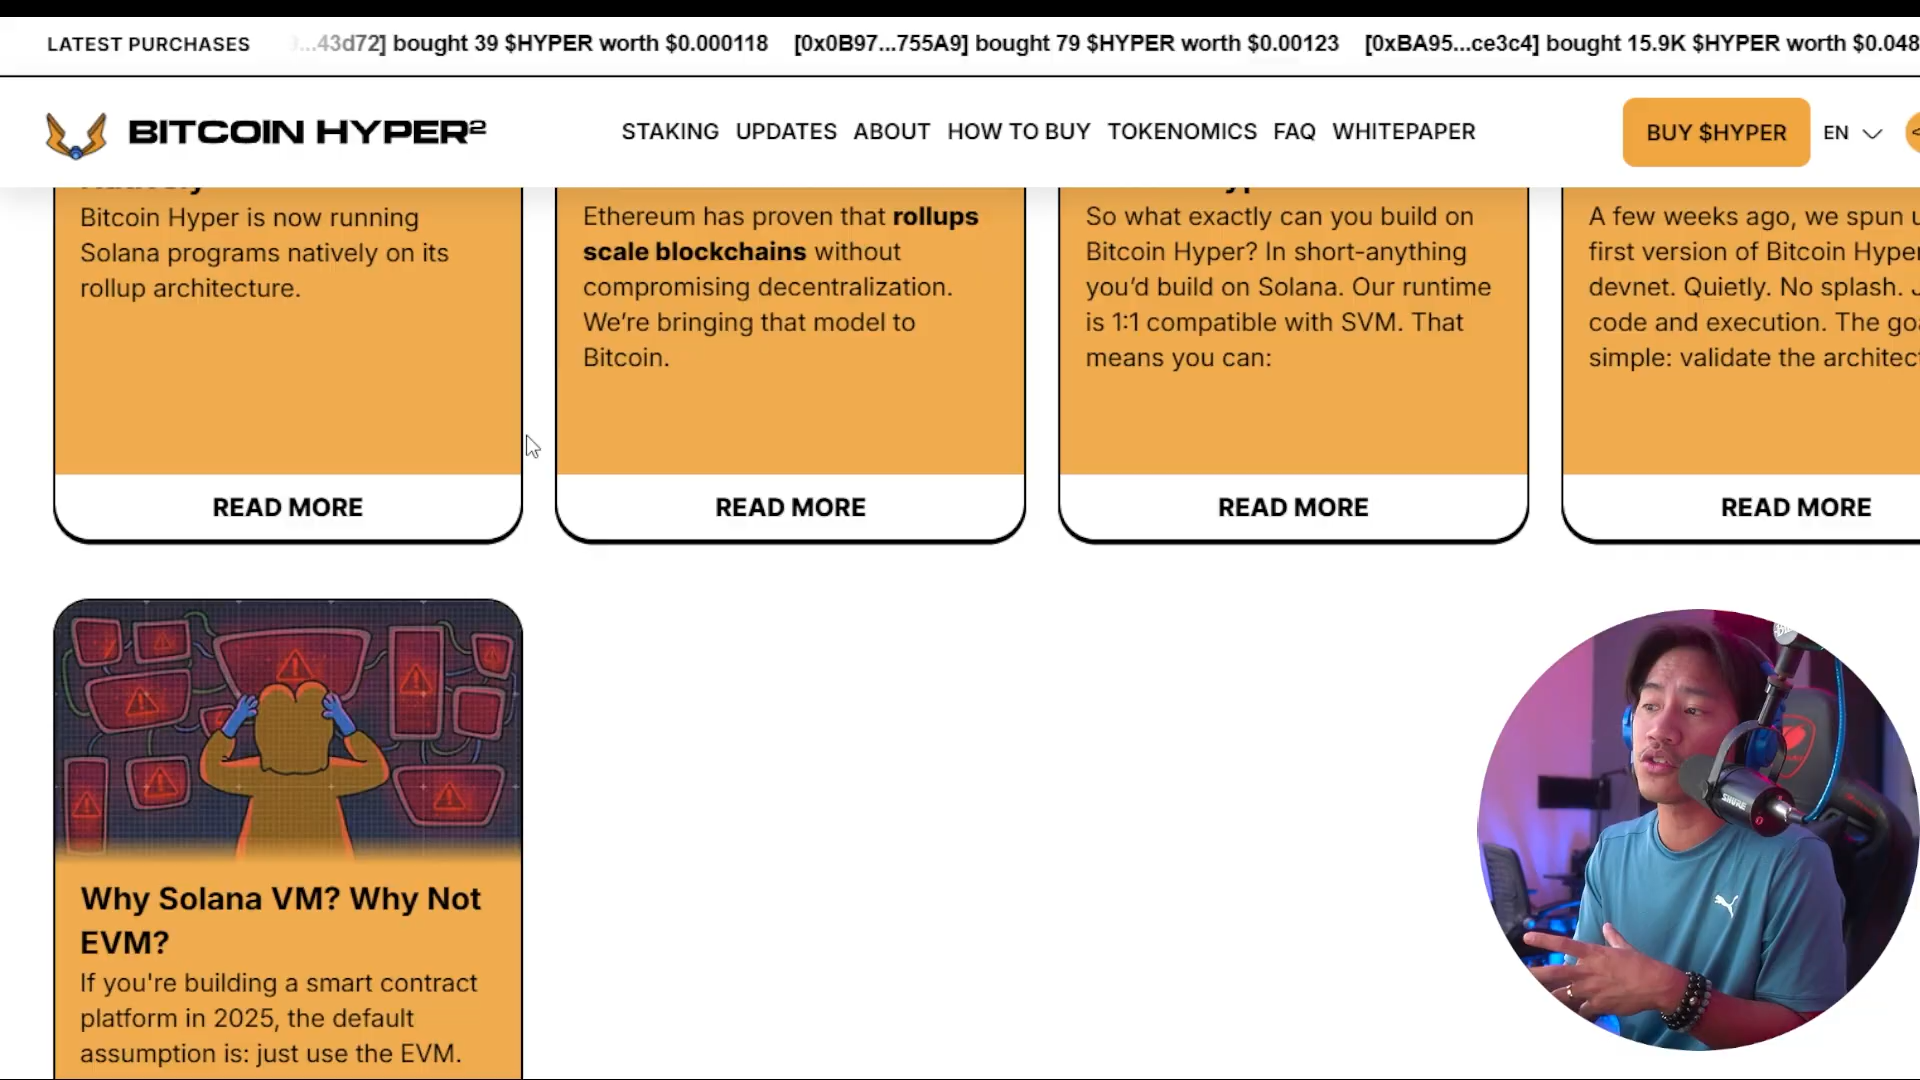 LATEST PURCHASES
...43d72] bought 39 $HYPER worth $0.000118 [0x0B97...755A9] bought 79 $HYPER worth $0.00123 [0xBA95...ce3c4] bought 15.9K $HYPER worth $0.048
BITCOIN HYPER²
STAKING UPDATES ABOUT HOW TO BUY TOKENOMICS FAQ WHITEPAPER
BUY $HYPER
EN
Bitcoin Hyper is now running
Solana programs natively on its
rollup architecture.
READ MORE
Ethereum has proven that rollups
scale blockchains without
compromising decentralization.
We’re bringing that model to
Bitcoin.
READ MORE
So what exactly can you build on
Bitcoin Hyper? In short-anything
you’d build on Solana. Our runtime
is 1:1 compatible with SVM. That
means you can:
READ MORE
A few weeks ago, we spun u
first version of Bitcoin Hyper
devnet. Quietly. No splash. J
code and execution. The goa
simple: validate the architect
READ MORE
Why Solana VM? Why Not
EVM?
If you're building a smart contract
platform in 2025, the default
assumption is: just use the EVM.
SHURE